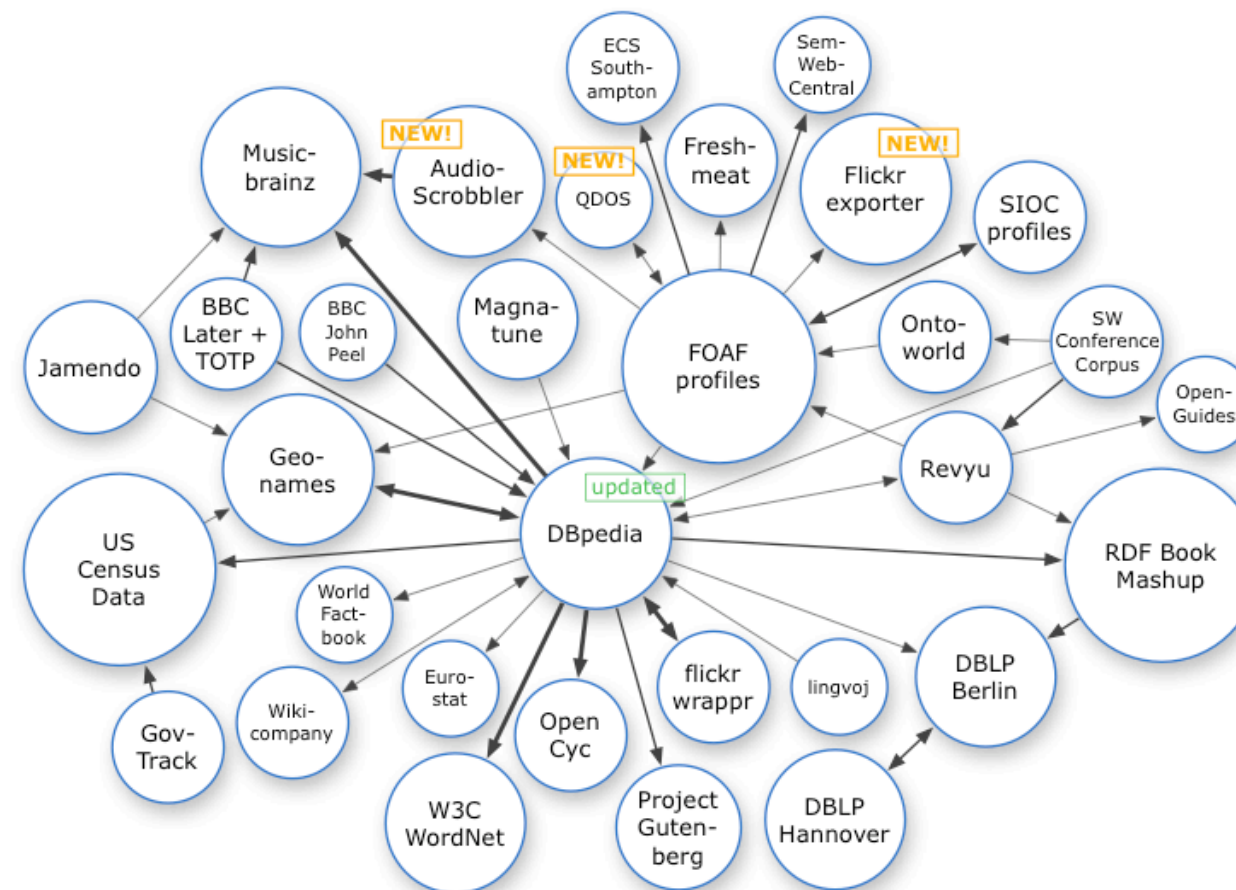 ECS
South-
ampton
Sem-
Web-
Central
NEW!
Music-
brainz
Audio-
Scrobbler
NEW!
QDOS
Fresh-
meat
NEW!
Flickr
exporter
SIOC
profiles
BBC
Later +
TOTP
BBC
John
Peel
Magna-
tune
FOAF
profiles
Onto-
world
SW
Conference
Corpus
Jamendo
Open-
Guides
Geo-
names
updated
DBpedia
Revyu
US
Census
Data
RDF Book
Mashup
World
Fact-
book
Euro-
stat
flickr
wrappr
lingvoj
DBLP
Berlin
Wiki-
company
Open
Cyc
Gov-
Track
W3C
WordNet
Project
Guten-
berg
DBLP
Hannover